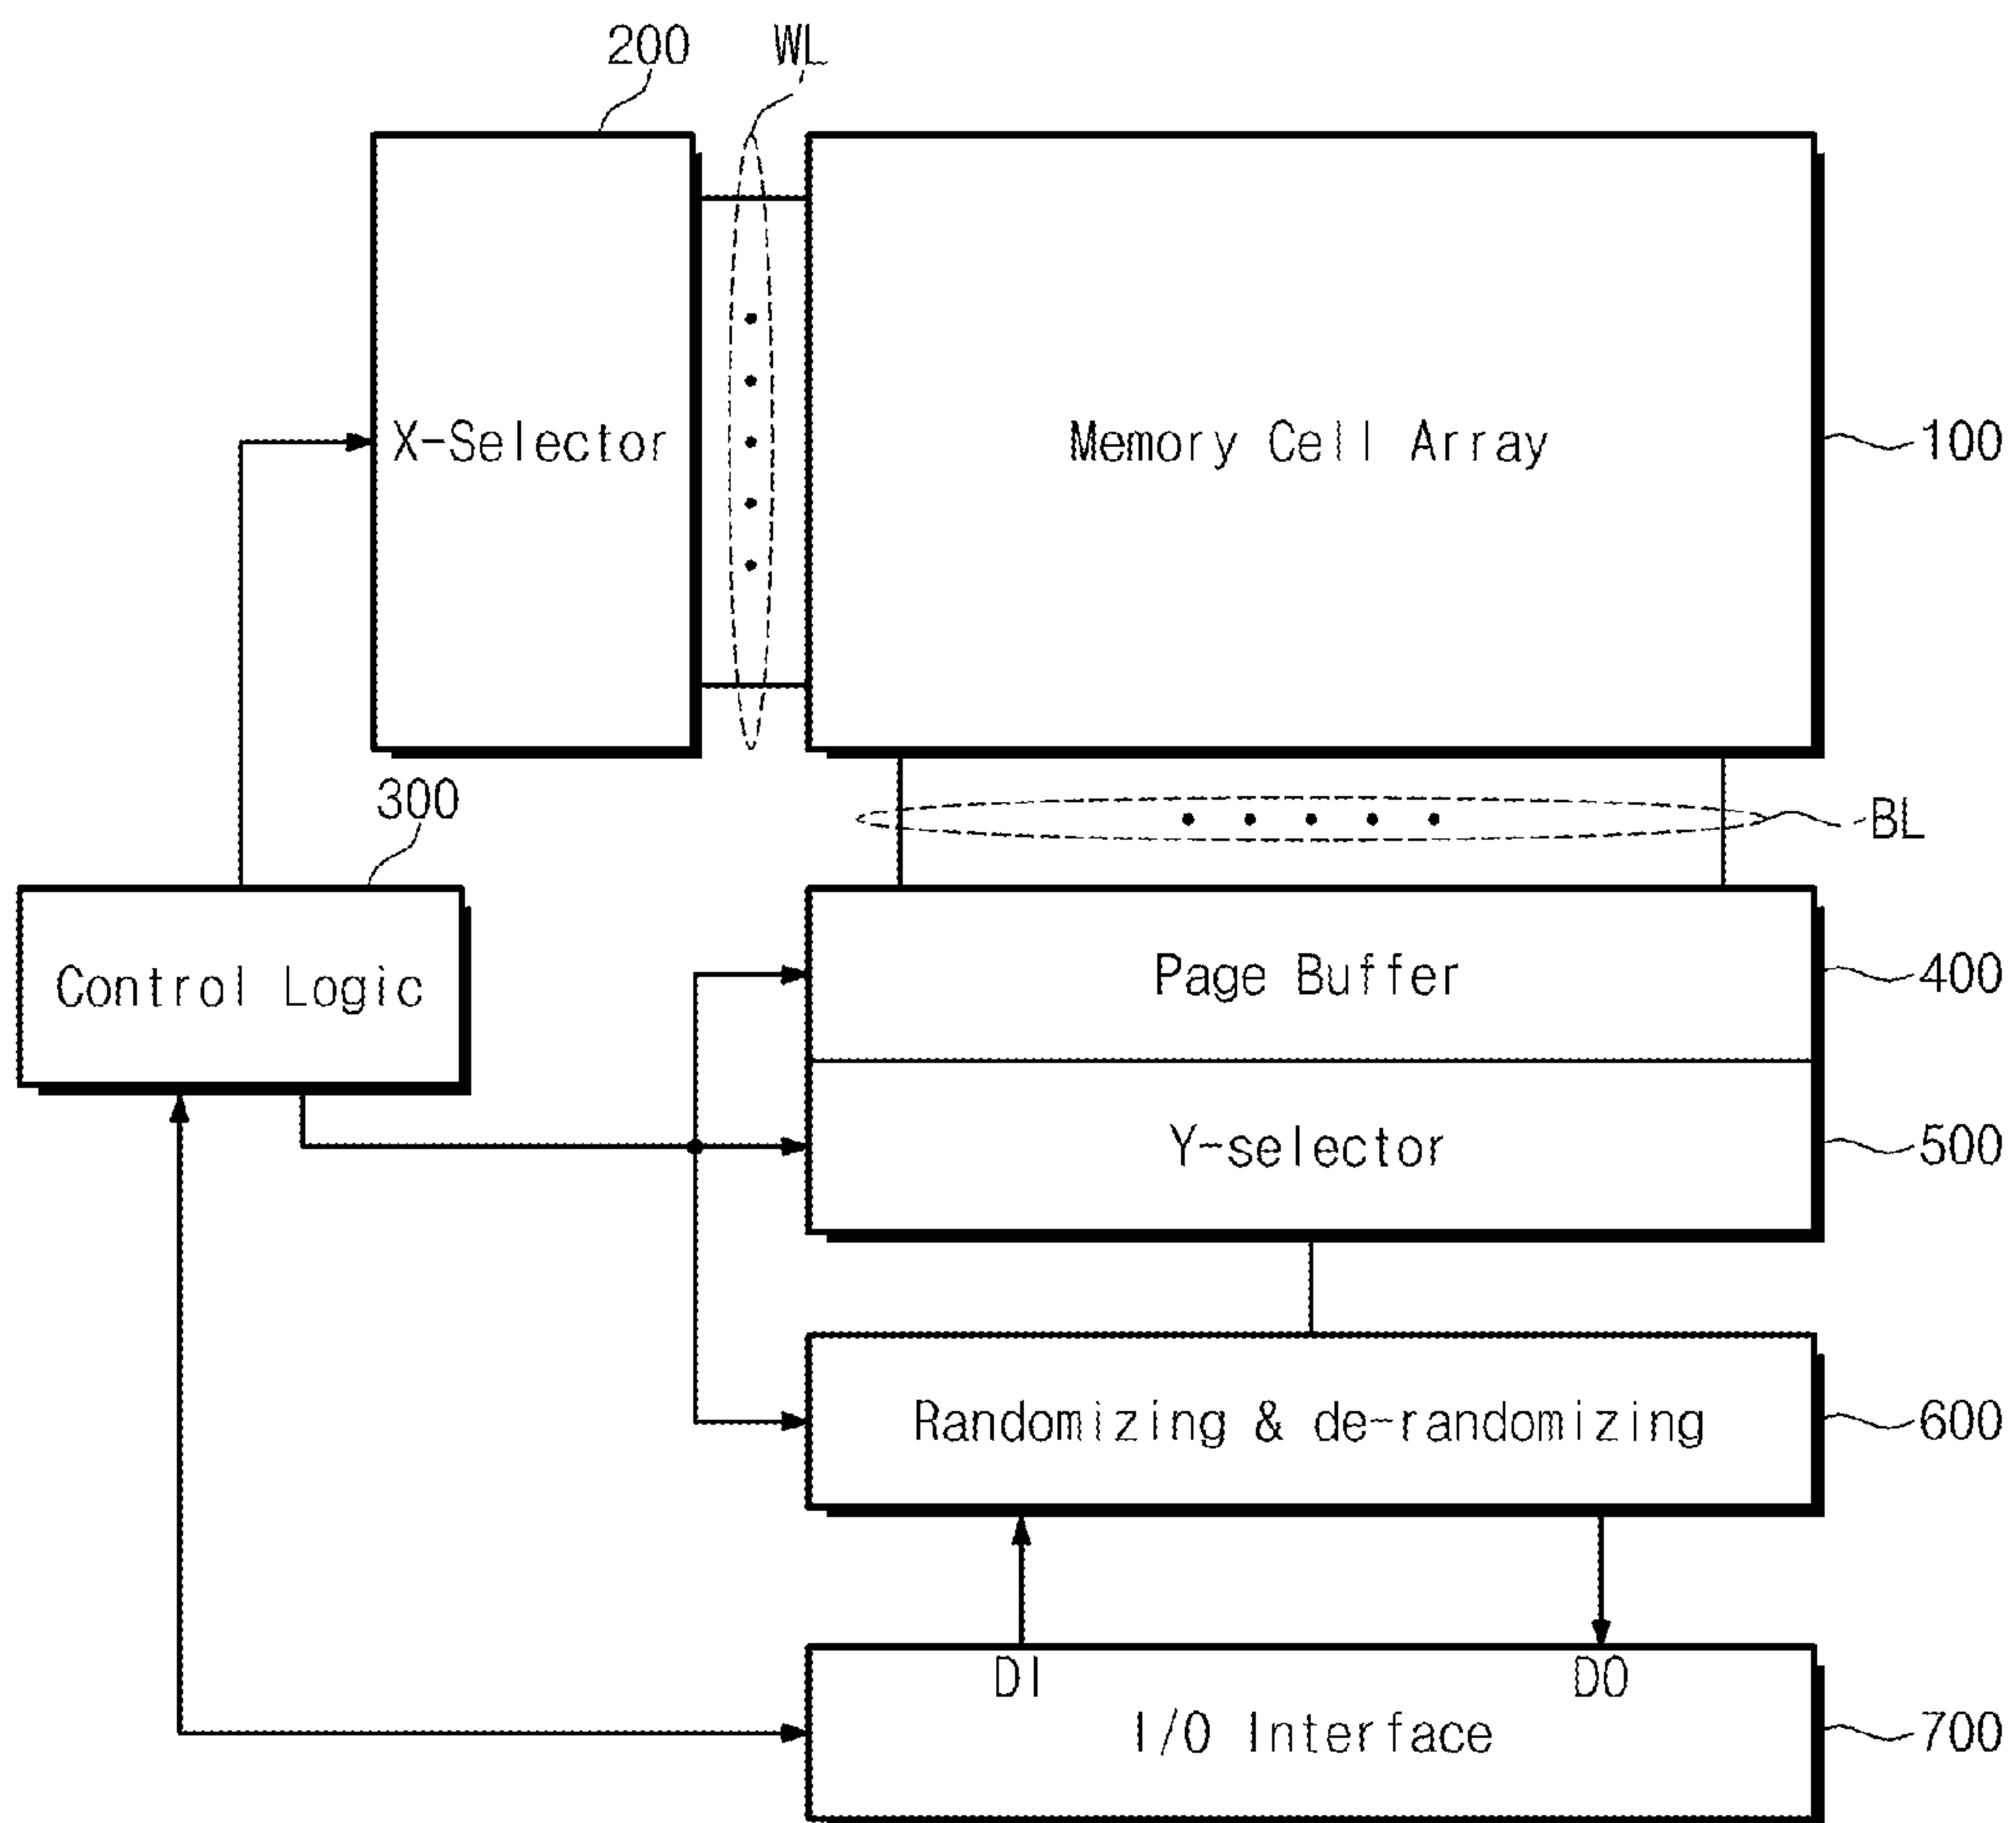 200 WL
X-Selector
Memory Cell Array
100
300
BL
Control Logic
Page Buffer
400
Y-selector
500
Randomizing & de-randomizing
600
DI DO
I/O Interface
700